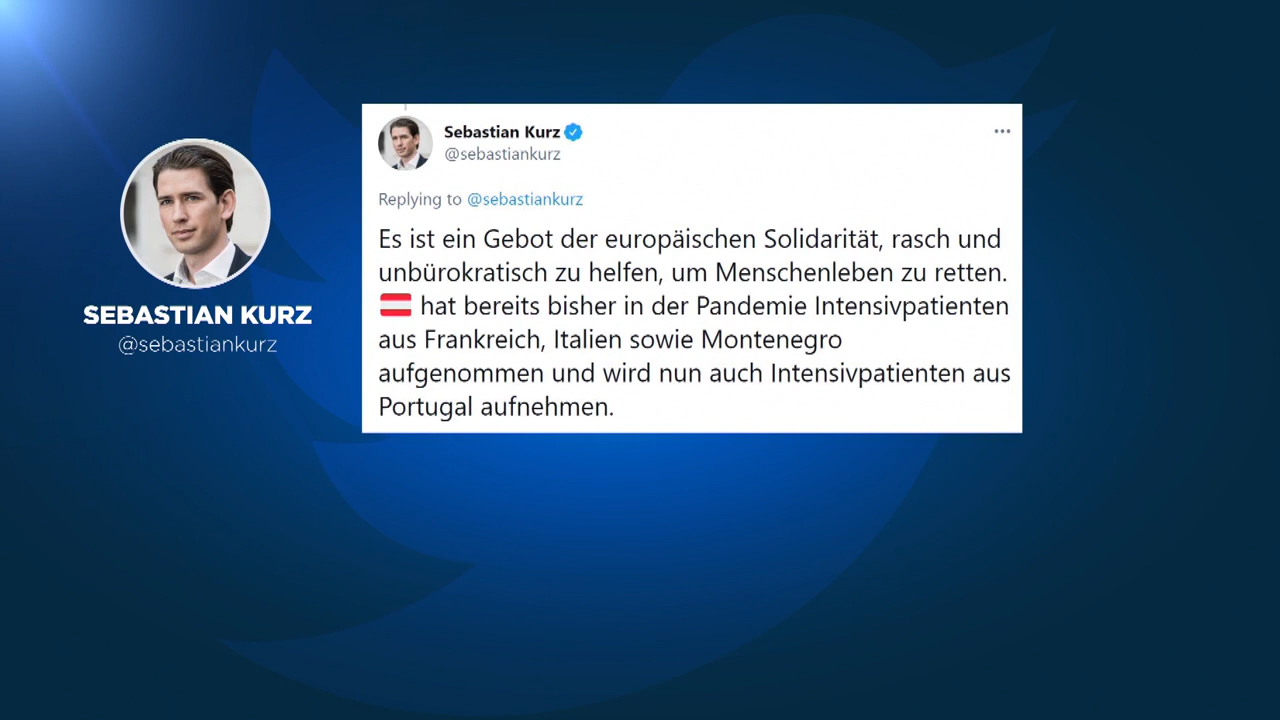 SEBASTIAN KURZ
@sebastiankurz
Sebastian Kurz
@sebastiankurz
Replying to @sebastiankurz
Es ist ein Gebot der europäischen Solidarität, rasch und
unbürokratisch zu helfen, um Menschenleben zu retten.
🇦🇹 hat bereits bisher in der Pandemie Intensivpatienten
aus Frankreich, Italien sowie Montenegro
aufgenommen und wird nun auch Intensivpatienten aus
Portugal aufnehmen.